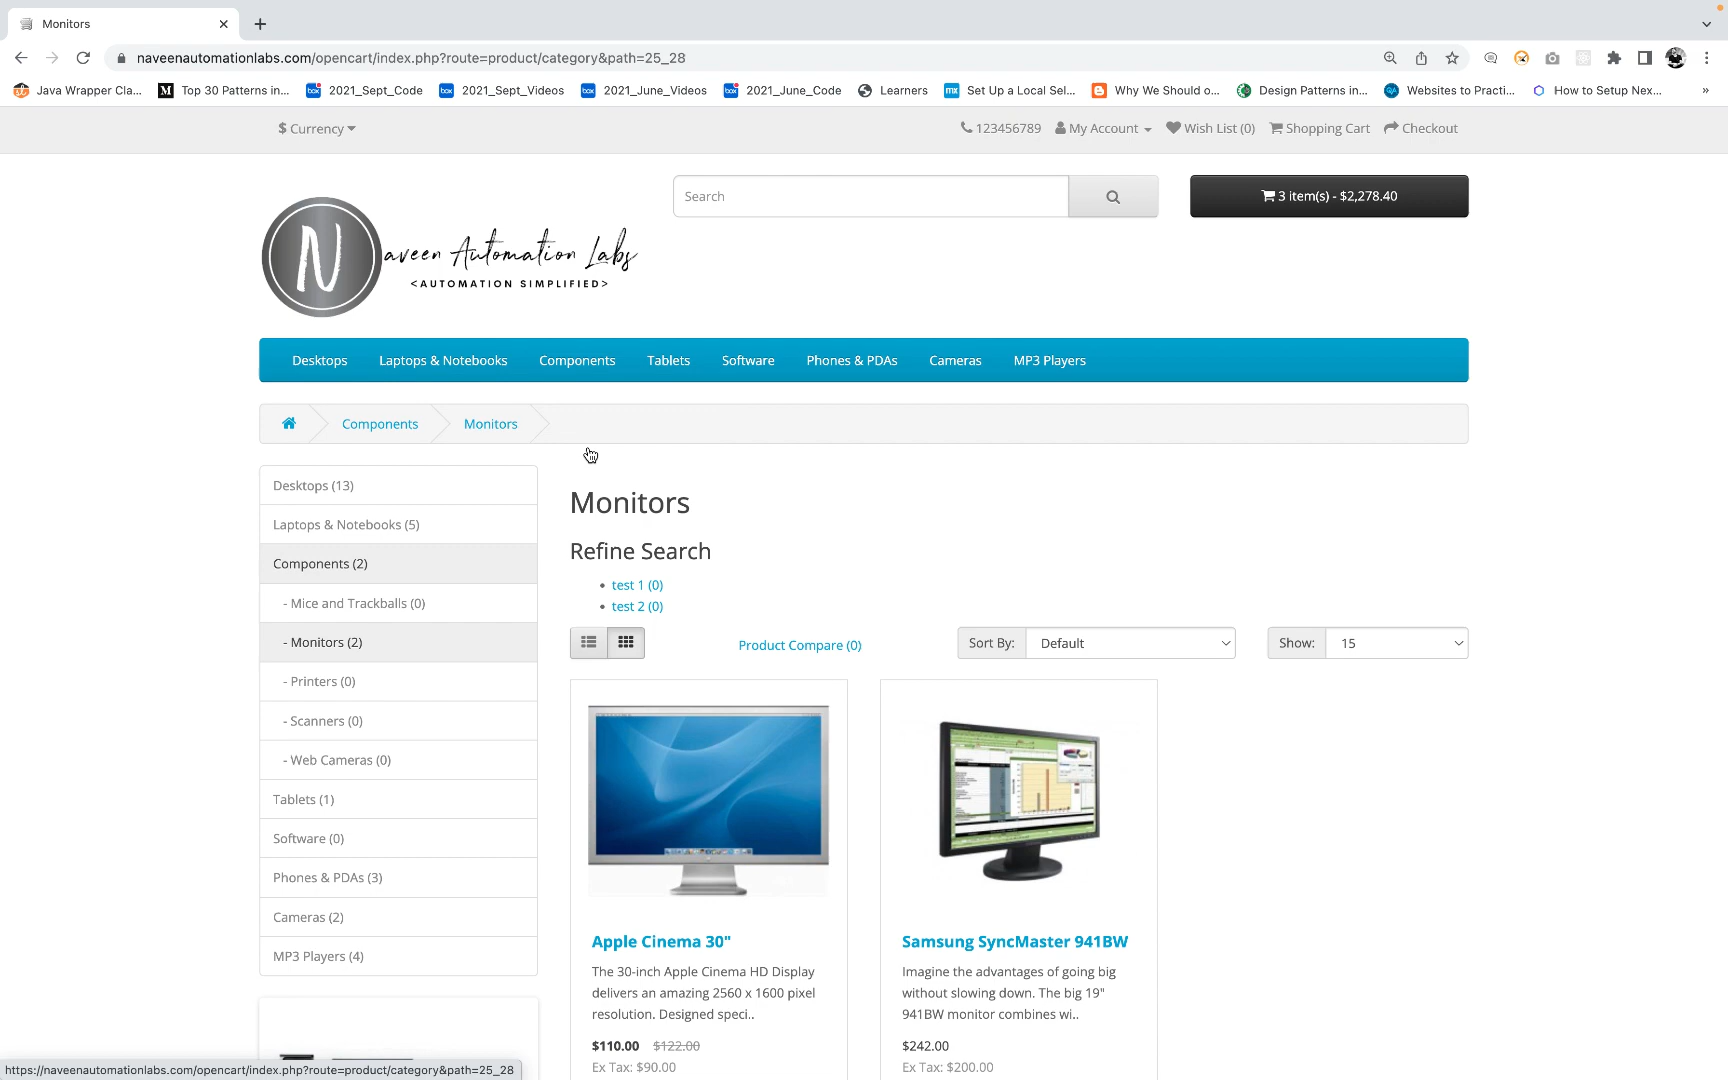 Monitors
naveenautomationlabs.com/opencart/index.php?route=product/category&path=25_28
Java Wrapper Cla... Top 30 Patterns in... 2021_Sept_Code 2021_Sept_Videos 2021_June_Videos 2021_June_Code Learners Set Up a Local Sel... Why We Should o... Design Patterns in... Websites to Practi... How to Setup Nex... »
$ Currency 123456789 My Account Wish List (0) Shopping Cart Checkout
Search 3 item(s) - $2,278.40
Naveen Automation Labs
<AUTOMATION SIMPLIFIED>
Desktops Laptops & Notebooks Components Tablets Software Phones & PDAs Cameras MP3 Players
Components Monitors
Desktops (13)
Laptops & Notebooks (5)
Components (2)
- Mice and Trackballs (0)
- Monitors (2)
- Printers (0)
- Scanners (0)
- Web Cameras (0)
Tablets (1)
Software (0)
Phones & PDAs (3)
Cameras (2)
MP3 Players (4)
Monitors
Refine Search
• test 1 (0)
• test 2 (0)
Product Compare (0) Sort By: Default Show: 15
Apple Cinema 30"
The 30-inch Apple Cinema HD Display
delivers an amazing 2560 x 1600 pixel
resolution. Designed speci..
$110.00 $122.00
Ex Tax: $90.00
Samsung SyncMaster 941BW
Imagine the advantages of going big
without slowing down. The big 19"
941BW monitor combines wi..
$242.00
Ex Tax: $200.00
https://naveenautomationlabs.com/opencart/index.php?route=product/category&path=25_28